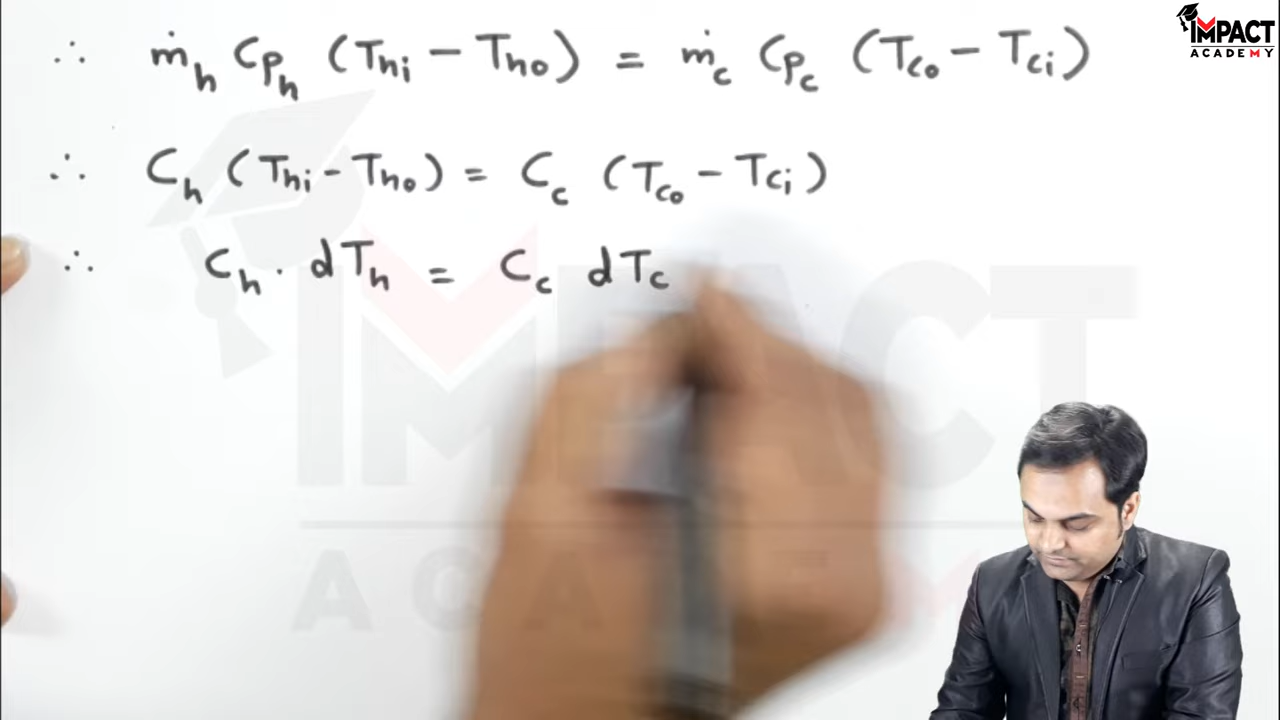 IMPACT
ACADEMY
∴ ṁh Cph (Thi − Tho) = ṁc Cpc (Tco − Tci)
∴ Ch (Thi − Tho) = Cc (Tco − Tci)
∴ Ch · dTh = Cc dTc
IMPACT